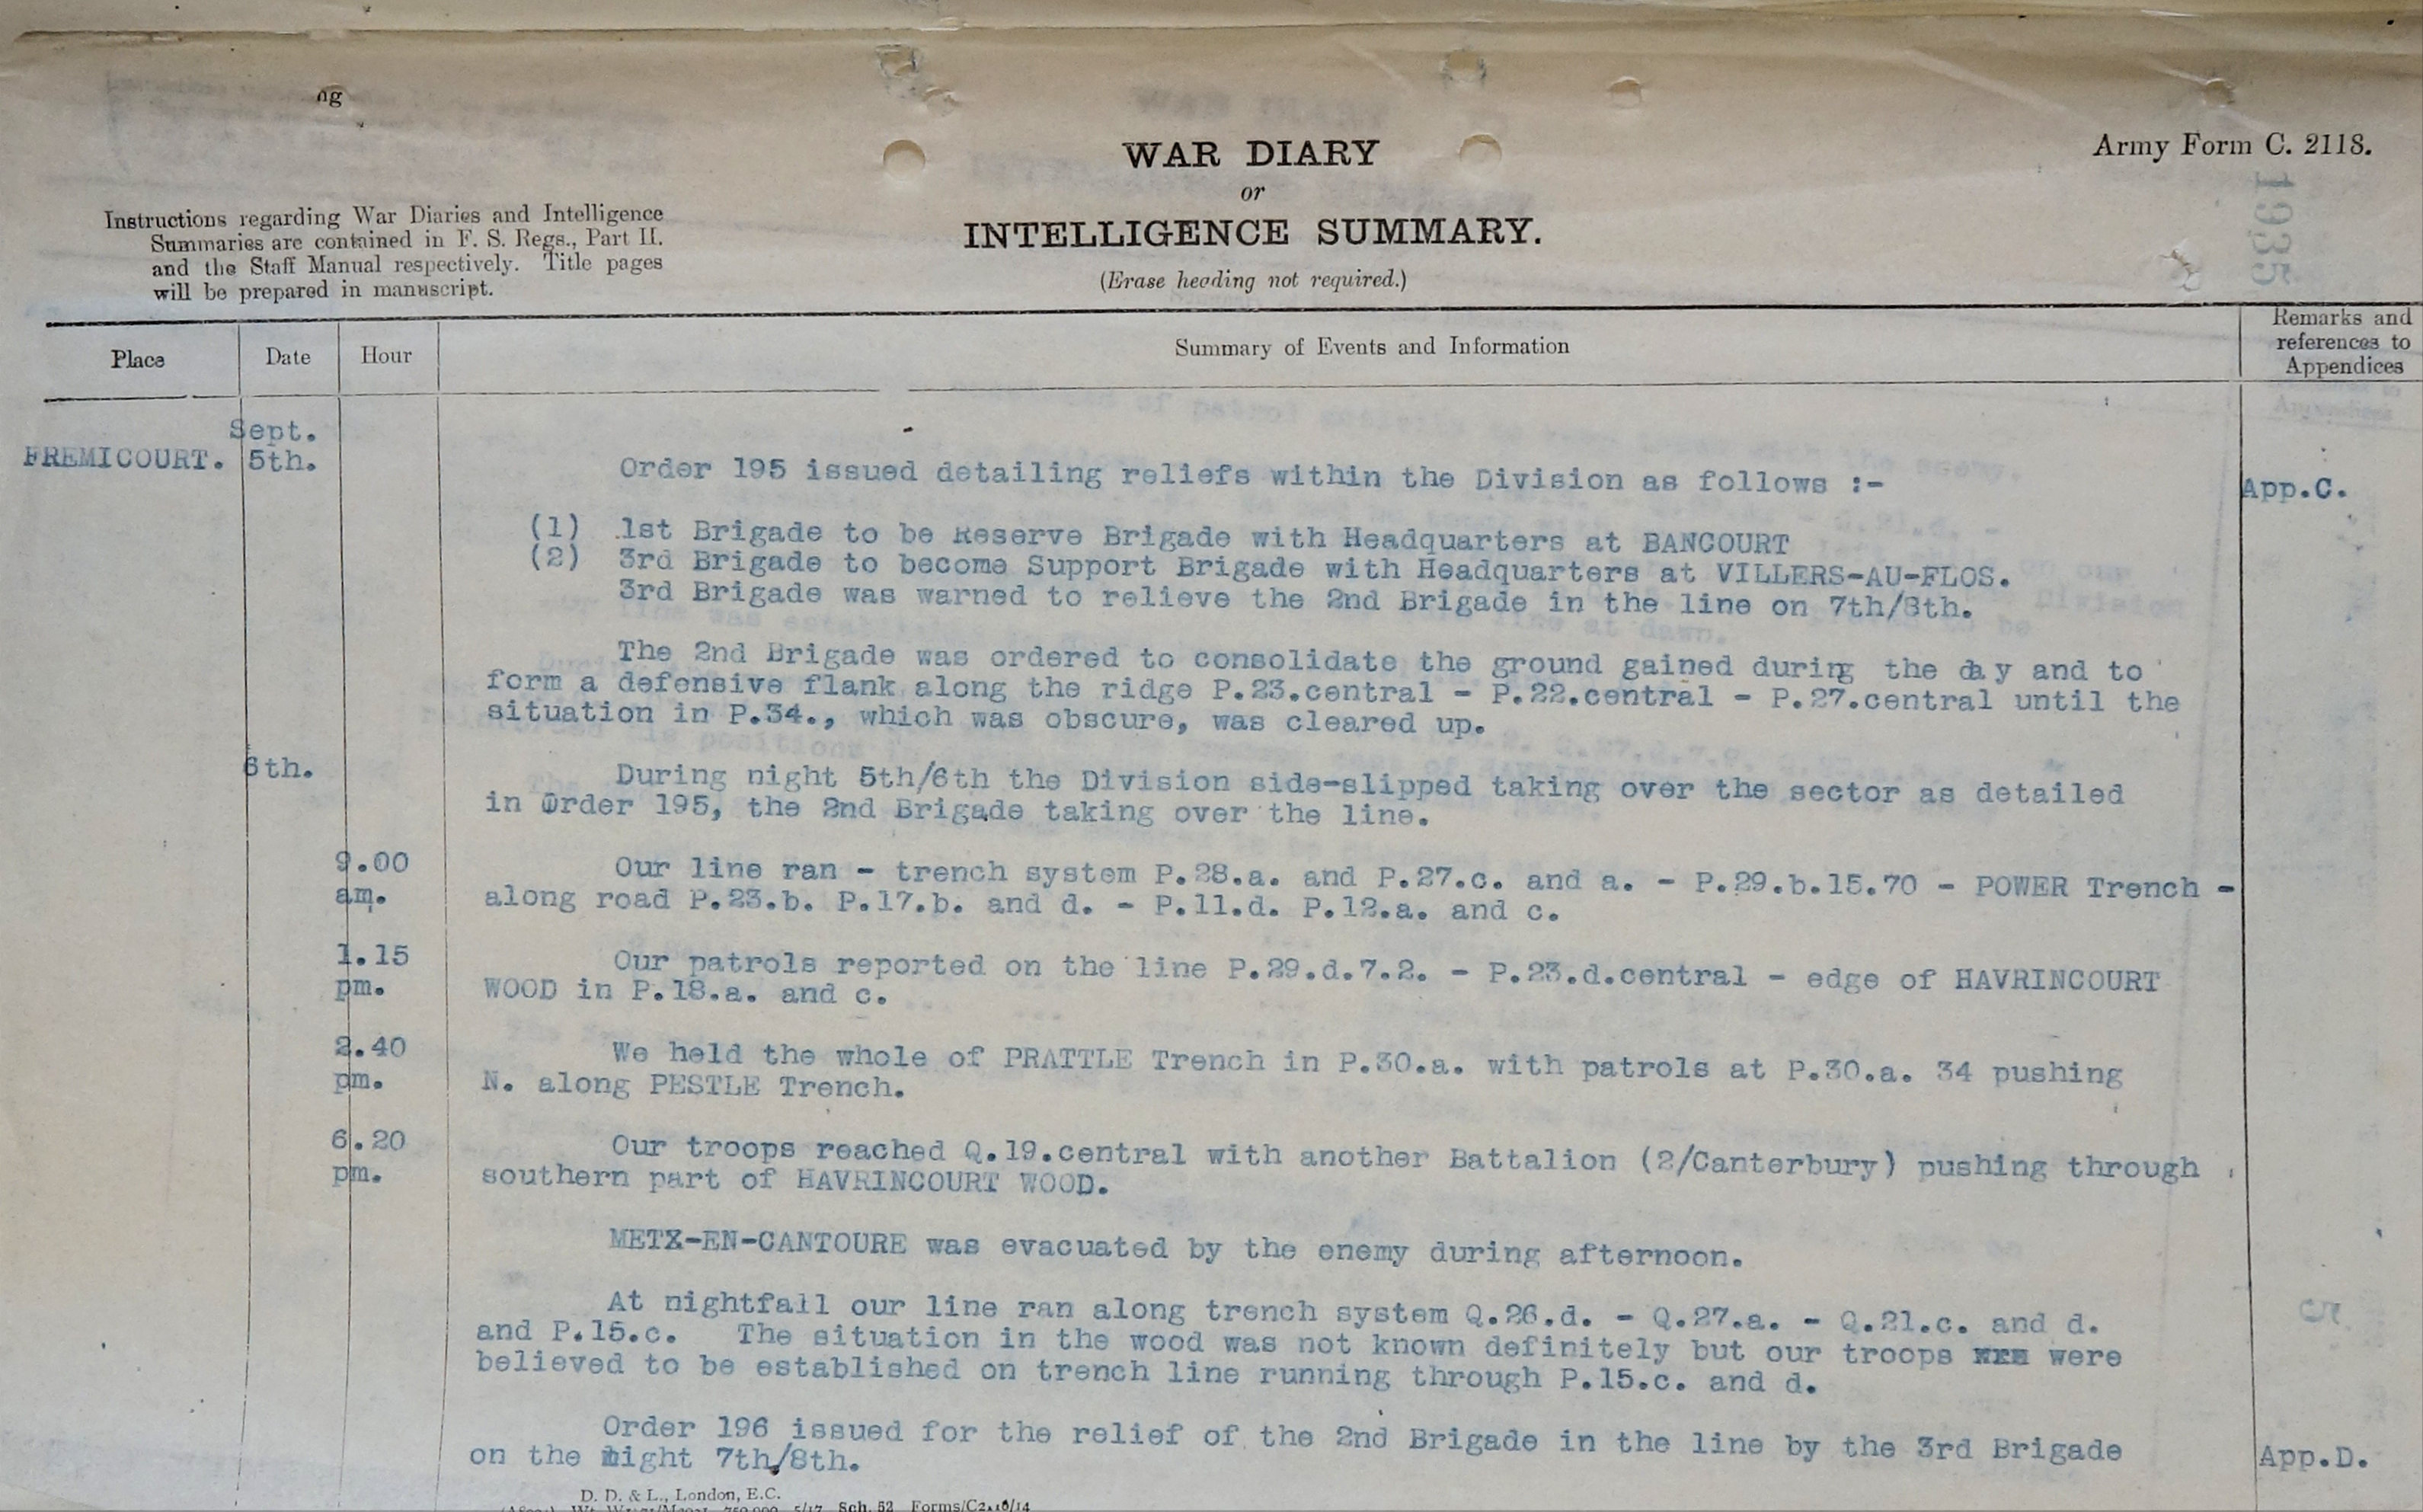 ng
WAR DIARY
or
INTELLIGENCE SUMMARY.
(Erase heading not required.)
Army Form C. 2118.
Instructions regarding War Diaries and Intelligence
Summaries are contained in F. S. Regs., Part II.
and the Staff Manual respectively. Title pages
will be prepared in manuscript.
Place Date Hour Summary of Events and Information Remarks and references to Appendices
Sept.
FREMICOURT. 5th. Order 195 issued detailing reliefs within the Division as follows :- App.C.
(1) 1st Brigade to be Reserve Brigade with Headquarters at BANCOURT
(2) 3rd Brigade to become Support Brigade with Headquarters at VILLERS-AU-FLOS.
3rd Brigade was warned to relieve the 2nd Brigade in the line on 7th/8th.
The 2nd Brigade was ordered to consolidate the ground gained during the day and to
form a defensive flank along the ridge P.23.central - P.22.central - P.27.central until the
situation in P.34., which was obscure, was cleared up.
6th. During night 5th/6th the Division side-slipped taking over the sector as detailed
in Order 195, the 2nd Brigade taking over the line.
9.00 Our line ran - trench system P.28.a. and P.27.c. and a. - P.29.b.15.70 - POWER Trench -
am. along road P.23.b. P.17.b. and d. - P.11.d. P.12.a. and c.
1.15 Our patrols reported on the line P.29.d.7.2. - P.23.d.central - edge of HAVRINCOURT
pm. WOOD in P.18.a. and c.
2.40 We held the whole of PRATTLE Trench in P.30.a. with patrols at P.30.a. 34 pushing
pm. N. along PESTLE Trench.
6.20 Our troops reached Q.19.central with another Battalion (2/Canterbury) pushing through
pm. southern part of HAVRINCOURT WOOD.
METZ-EN-CANTOURE was evacuated by the enemy during afternoon.
At nightfall our line ran along trench system Q.26.d. - Q.27.a. - Q.21.c. and d.
and P.15.c. The situation in the wood was not known definitely but our troops were
believed to be established on trench line running through P.15.c. and d.
Order 196 issued for the relief of the 2nd Brigade in the line by the 3rd Brigade
on the night 7th/8th. App.D.
D. D. & L., London, E.C.
5/17 Sch. 52 Forms/C2118/14